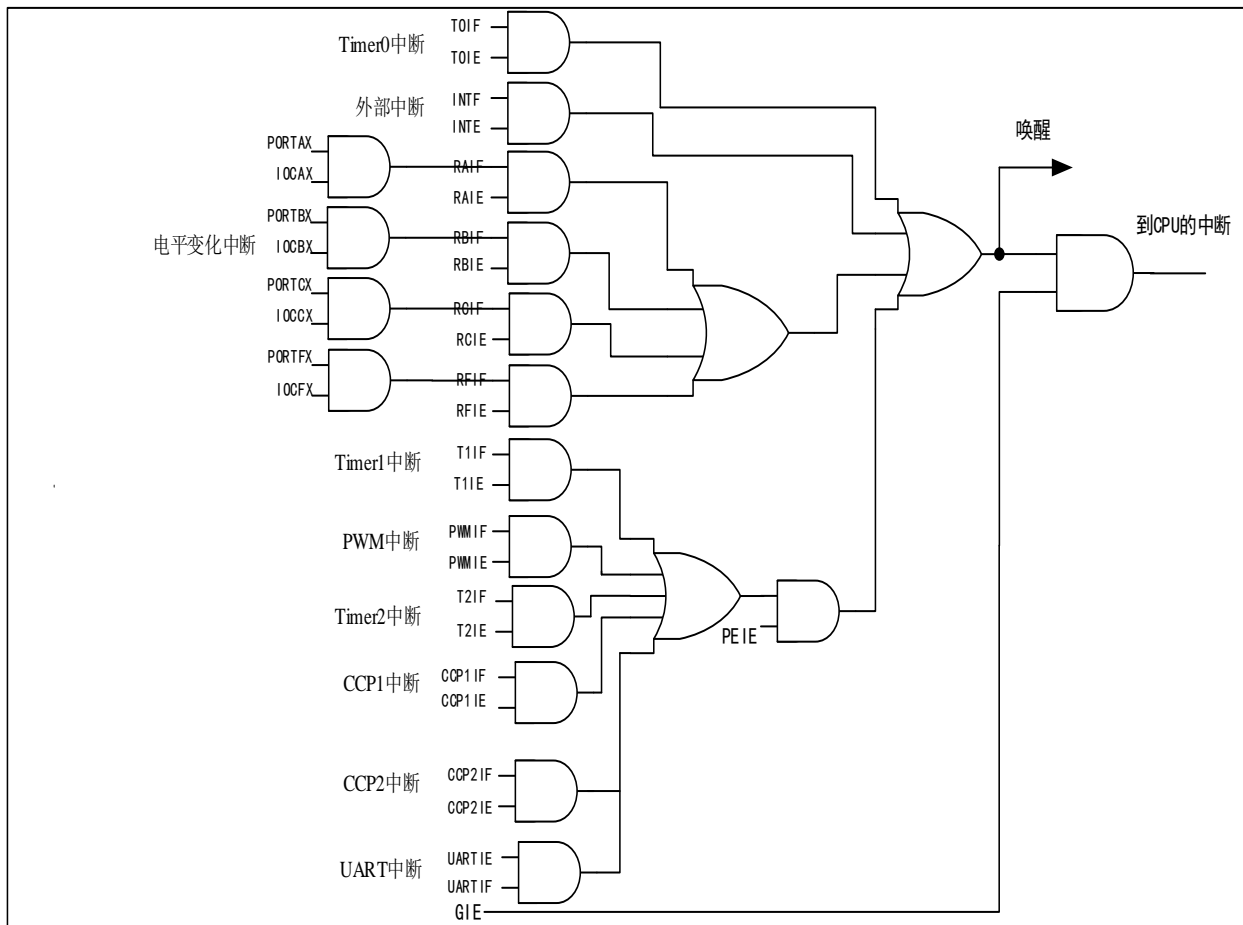 Timer0中断
TOIF
TOIE
外部中断
INTF
INTE
唤醒
PORTAX
IOCAX
RAIF
RAIE
电平变化中断
PORTBX
IOCBX
RBIF
RBIE
到CPU的中断
PORTCX
IOCCX
RCIF
RCIE
PORTFX
IOCFX
RFIF
RFIE
Timer1中断
T1IF
T1IE
PWM中断
PWMIF
PWMIE
Timer2中断
T2IF
T2IE
PEIE
CCP1中断
CCP1IF
CCP1IE
CCP2中断
CCP2IF
CCP2IE
UART中断
UARTIE
UARTIF
GIE